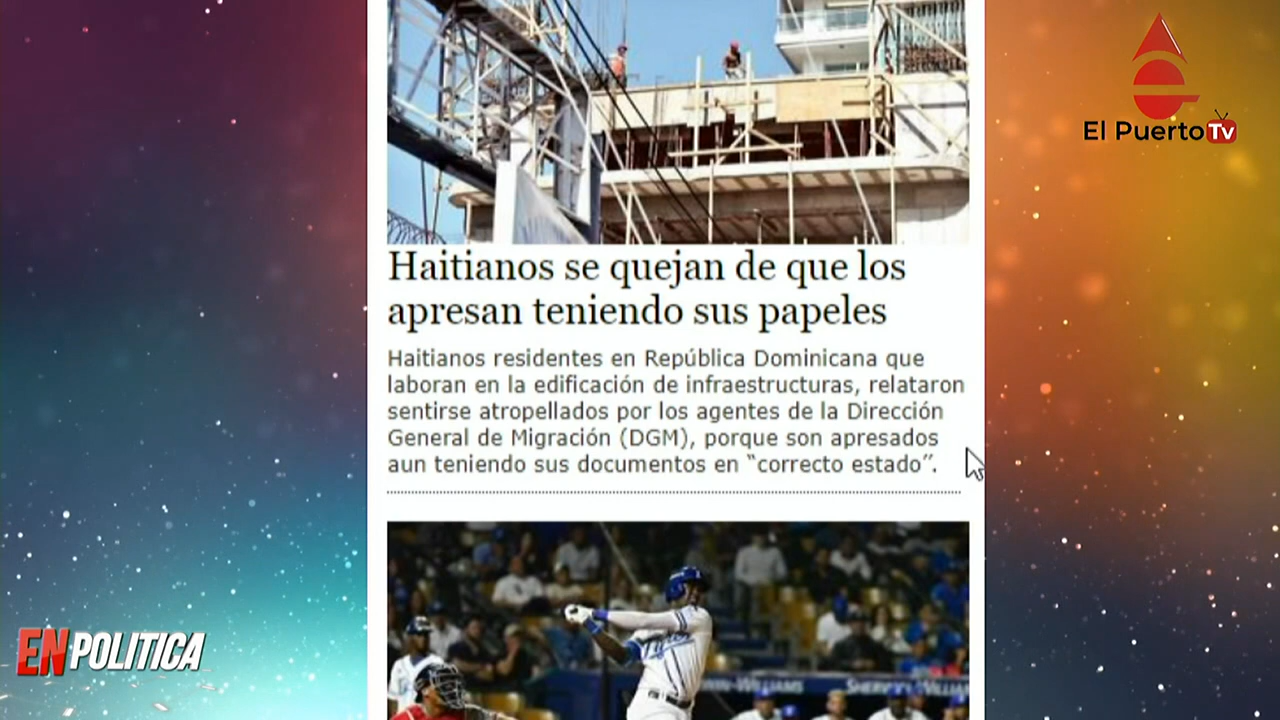 El Puerto Tv
Haitianos se quejan de que los
apresan teniendo sus papeles
Haitianos residentes en República Dominicana que
laboran en la edificación de infraestructuras, relataron
sentirse atropellados por los agentes de la Dirección
General de Migración (DGM), porque son apresados
aun teniendo sus documentos en “correcto estado”.
EN POLITICA